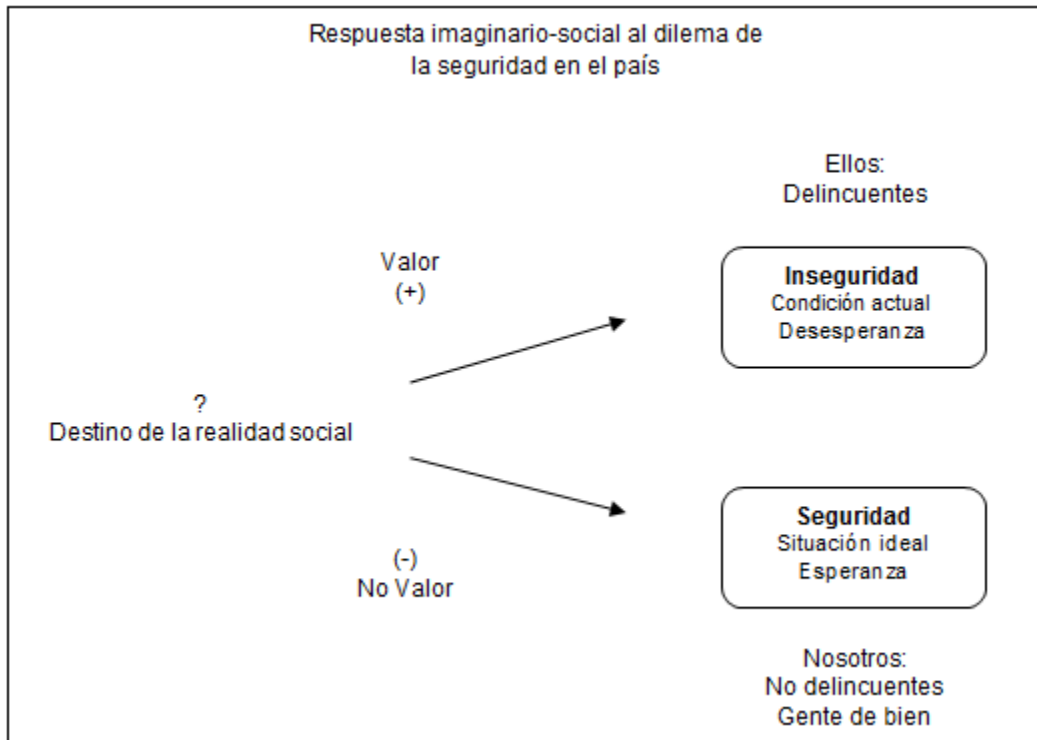 Respuesta imaginario-social al dilema de
la seguridad en el país
Ellos:
Delincuentes
Valor
(+)
Inseguridad
Condición actual
Desesperanza
?
Destino de la realidad social
(-)
No Valor
Seguridad
Situación ideal
Esperanza
Nosotros:
No delincuentes
Gente de bien